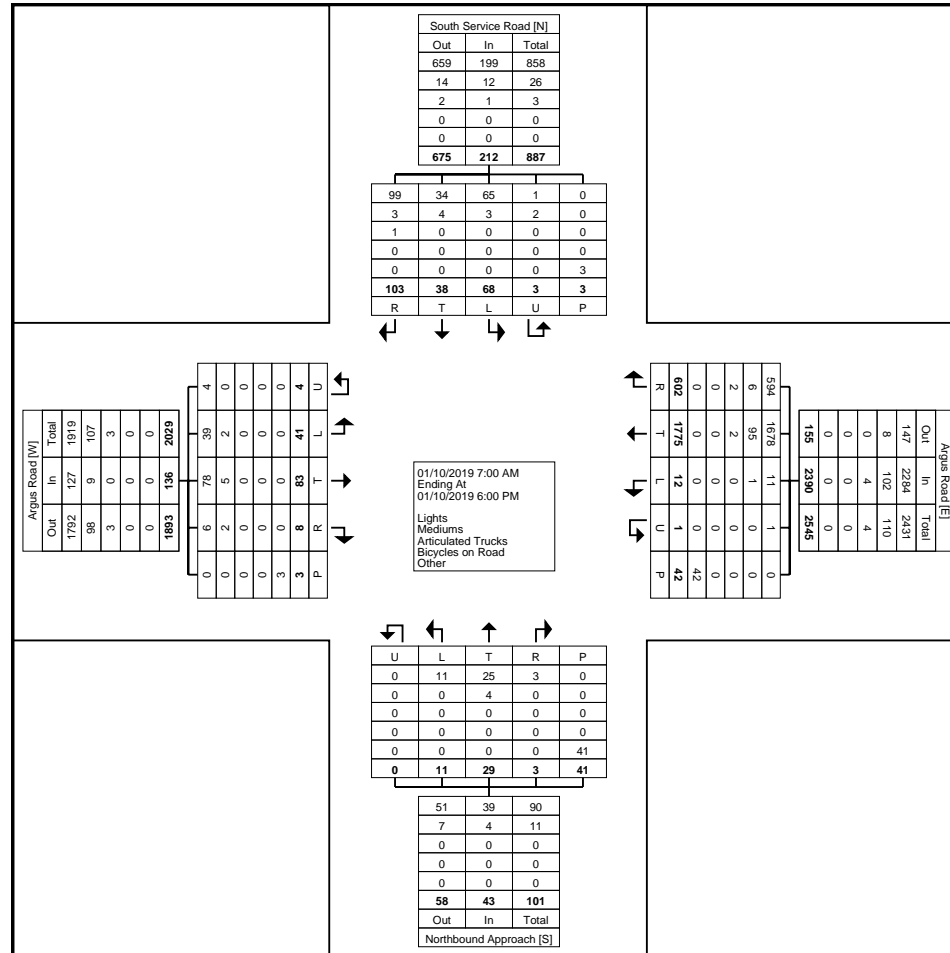 South Service Road [N]
Out In Total
659 199 858
14 12 26
2 1 3
0 0 0
0 0 0
675 212 887
99 34 65 1 0
3 4 3 2 0
1 0 0 0 0
0 0 0 0 0
0 0 0 0 3
103 38 68 3 3
R T L U P
Argus Road [W]
Total 1919 107 3 0 0 2029
In 127 9 0 0 0 136
Out 1792 98 3 0 0 1893
4 0 0 0 0 4 U
39 2 0 0 0 41 L
78 5 0 0 0 83 T
6 2 0 0 0 8 R
0 0 0 0 3 3 P
01/10/2019 7:00 AM
Ending At
01/10/2019 6:00 PM
Lights
Mediums
Articulated Trucks
Bicycles on Road
Other
R 602 0 0 2 6 594
T 1775 0 0 2 95 1678
L 12 0 0 0 1 11
U 1 0 0 0 0 1
P 42 42 0 0 0 0
155 0 0 0 8 147 Out
2390 0 0 4 102 2284 In
2545 0 0 4 110 2431 Total
Argus Road [E]
U L T R P
0 11 25 3 0
0 0 4 0 0
0 0 0 0 0
0 0 0 0 0
0 0 0 0 41
0 11 29 3 41
51 39 90
7 4 11
0 0 0
0 0 0
0 0 0
58 43 101
Out In Total
Northbound Approach [S]